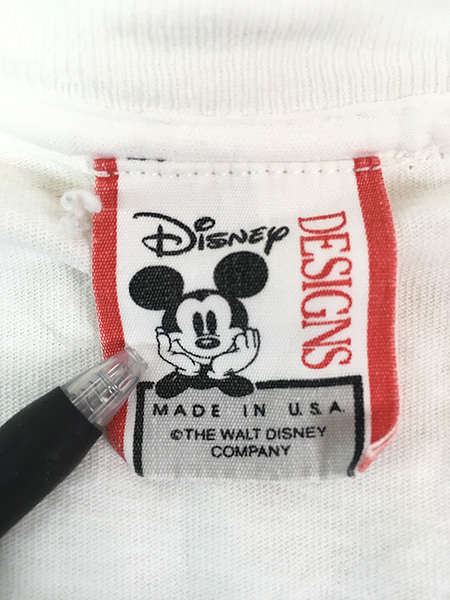 Disney
DESIGNS
MADE IN U.S.A.
©THE WALT DISNEY
COMPANY